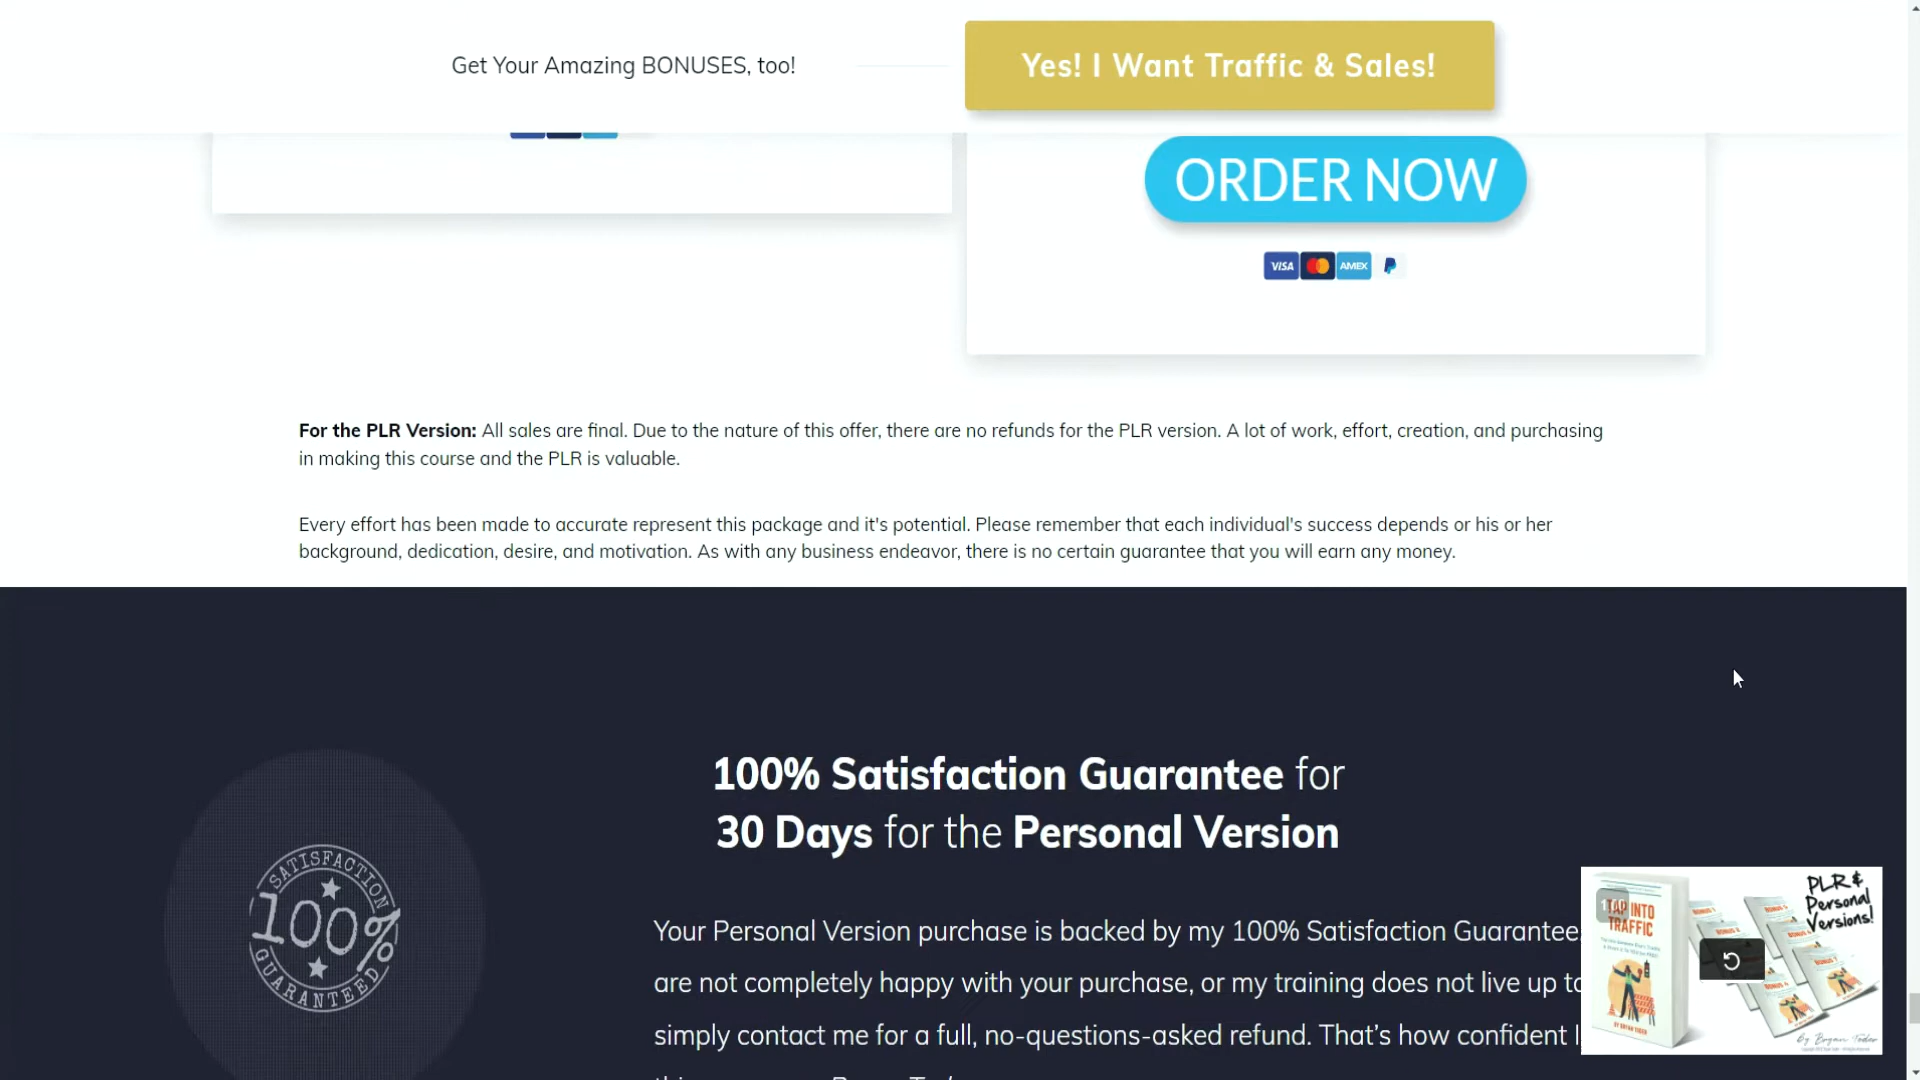 Get Your Amazing BONUSES, too!
Yes! I Want Traffic & Sales!
ORDER NOW
VISA
AMEX
For the PLR Version: All sales are final. Due to the nature of this offer, there are no refunds for the PLR version. A lot of work, effort, creation, and purchasing
in making this course and the PLR is valuable.
Every effort has been made to accurate represent this package and it's potential. Please remember that each individual's success depends or his or her
background, dedication, desire, and motivation. As with any business endeavor, there is no certain guarantee that you will earn any money.
100% Satisfaction Guarantee for
30 Days for the Personal Version
SATISFACTION
100%
GUARANTEED
Your Personal Version purchase is backed by my 100% Satisfaction Guarantee.
are not completely happy with your purchase, or my training does not live up to
simply contact me for a full, no-questions-asked refund. That's how confident I
PLR &
Personal
Versions!
TAP INTO
TRAFFIC
BY BRYAN TODER
By Bryan Toder